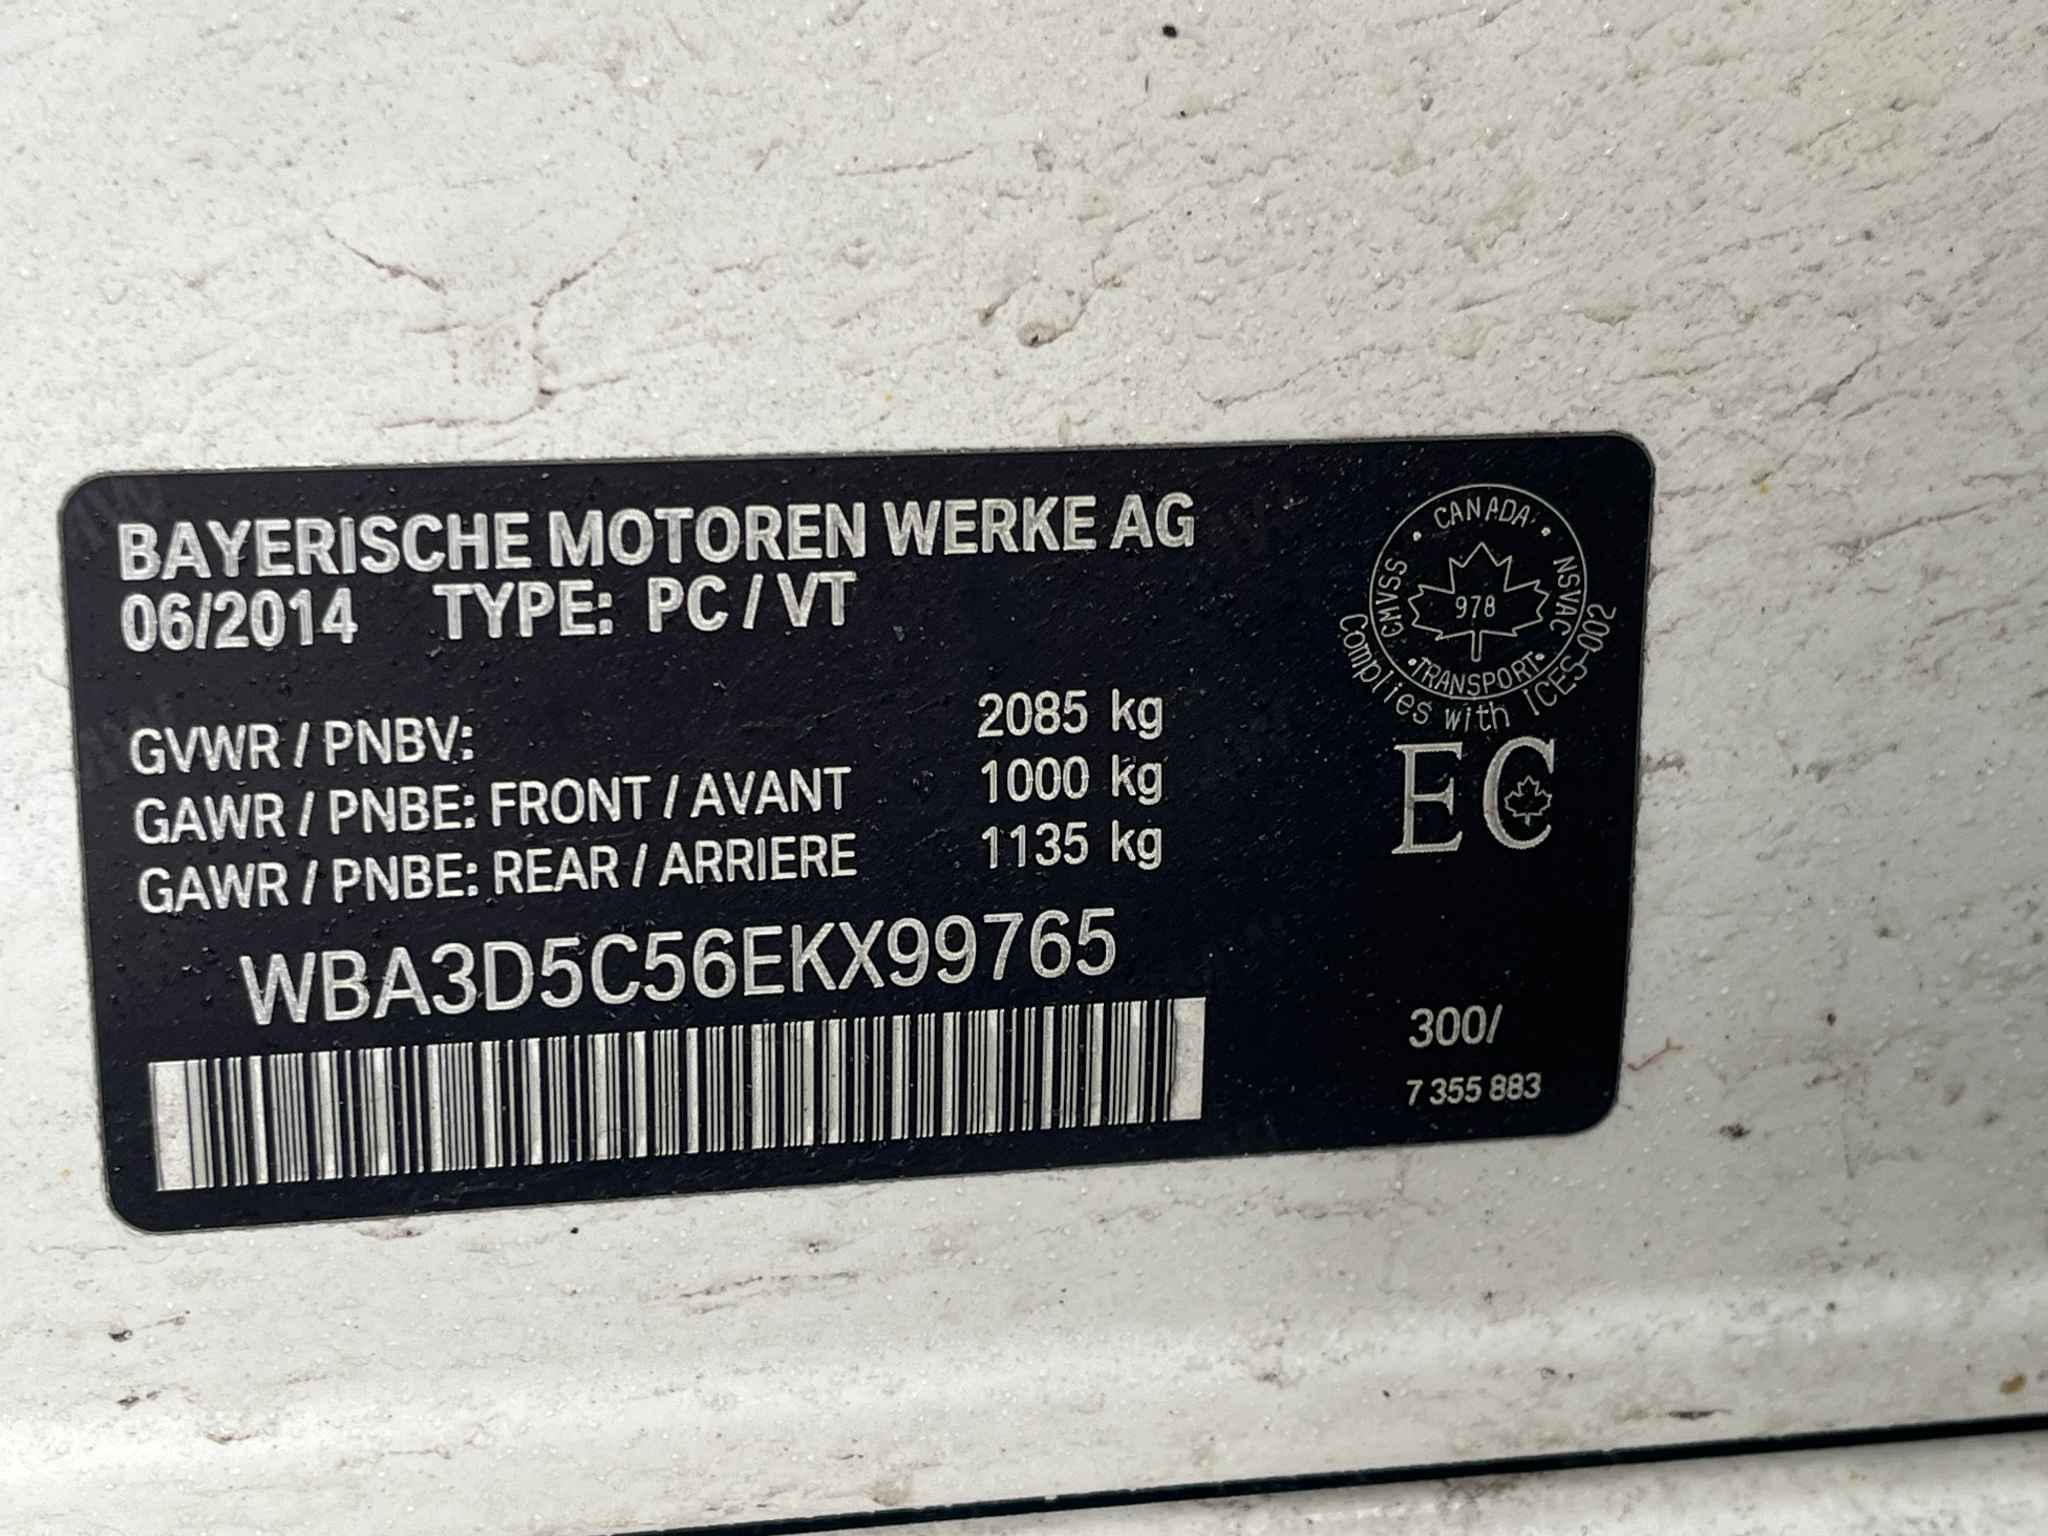 BAYERISCHE MOTOREN WERKE AG
06/2014 TYPE: PC / VT
GVWR / PNBV: 2085 kg
GAWR / PNBE: FRONT / AVANT 1000 kg
GAWR / PNBE: REAR / ARRIERE 1135 kg
WBA3D5C56EKX99765
CANADA
CMVSS
NSVAC
978
TRANSPORT
Complies with ICES-002
EC
300/
7 355 883